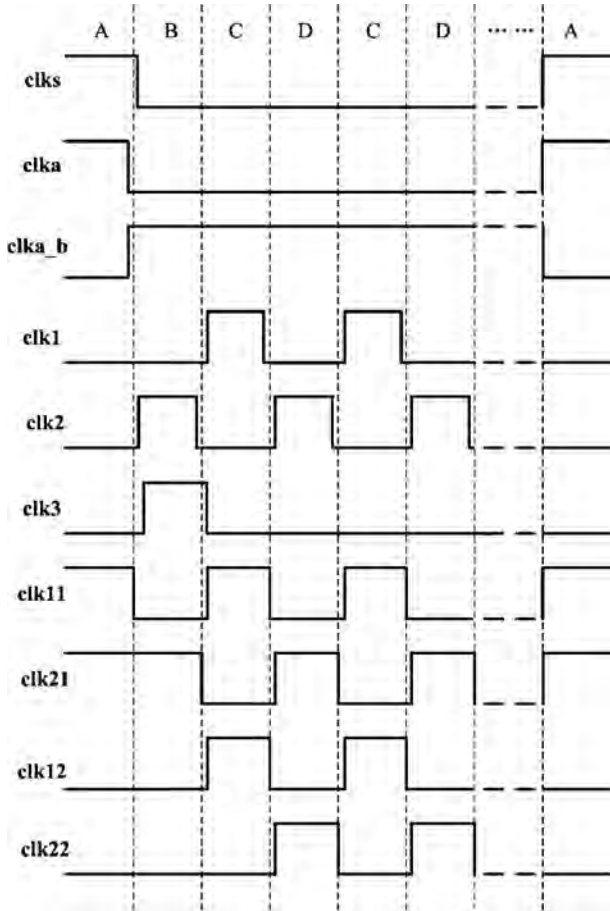 A B C D C D ⋯⋯ A
clks
clka
clka_b
clk1
clk2
clk3
clk11
clk21
clk12
clk22